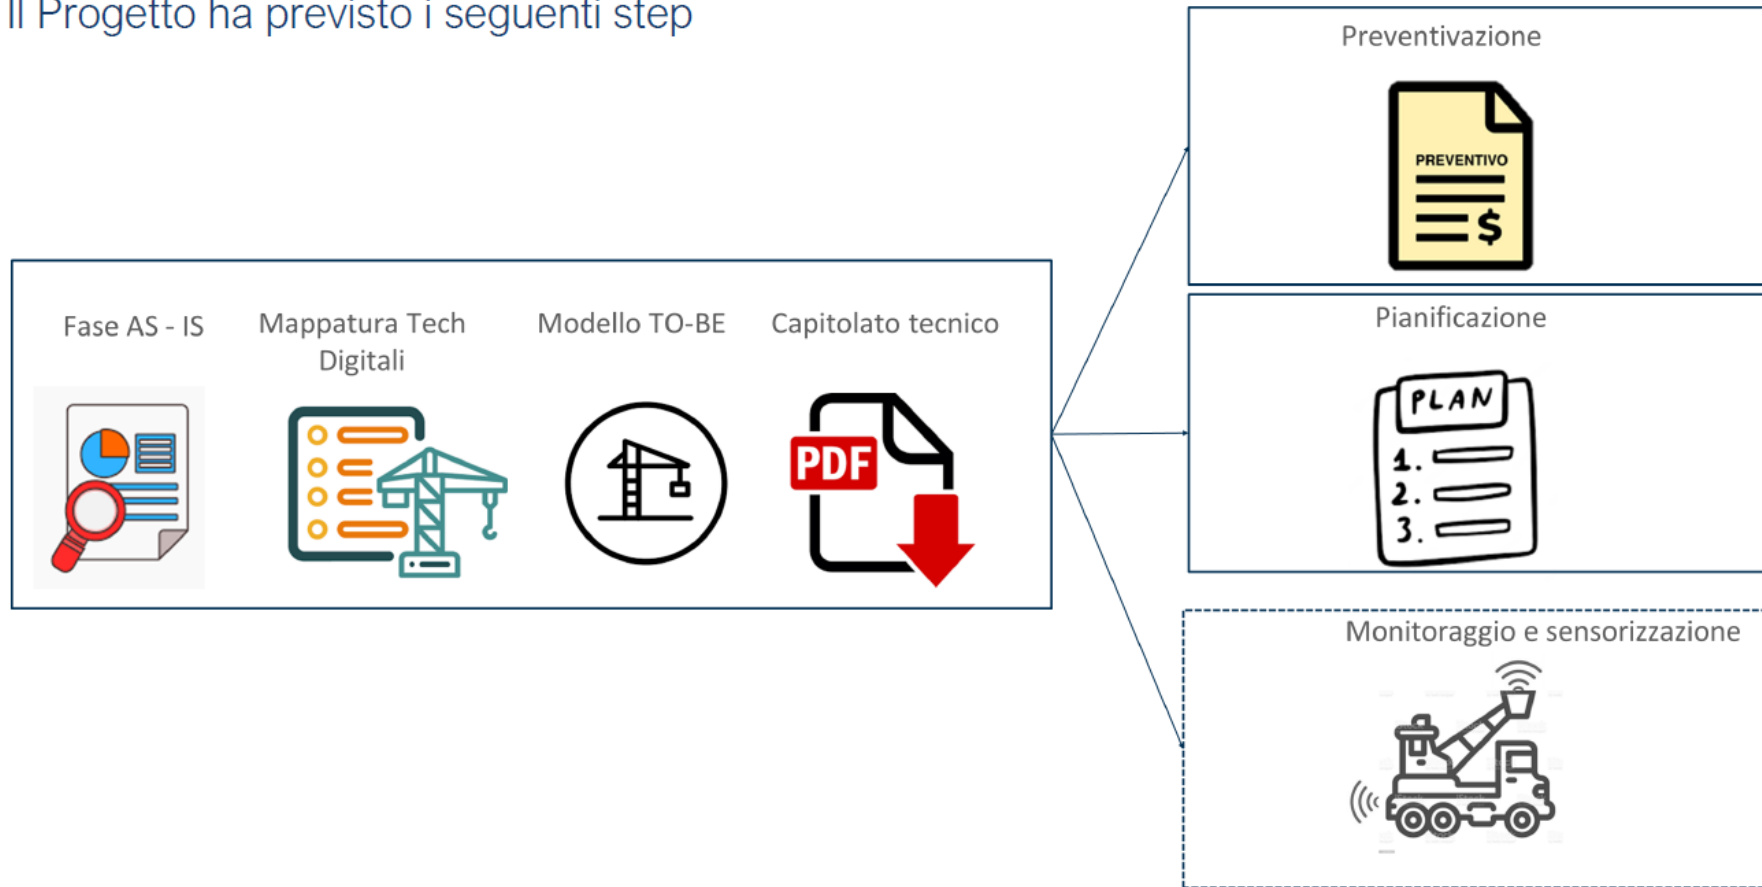 Il Progetto ha previsto i seguenti step
Fase AS - IS
Mappatura Tech
Digitali
Modello TO-BE
Capitolato tecnico
PDF
Preventivazione
PREVENTIVO
$
Pianificazione
PLAN
1.
2.
3.
Monitoraggio e sensorizzazione